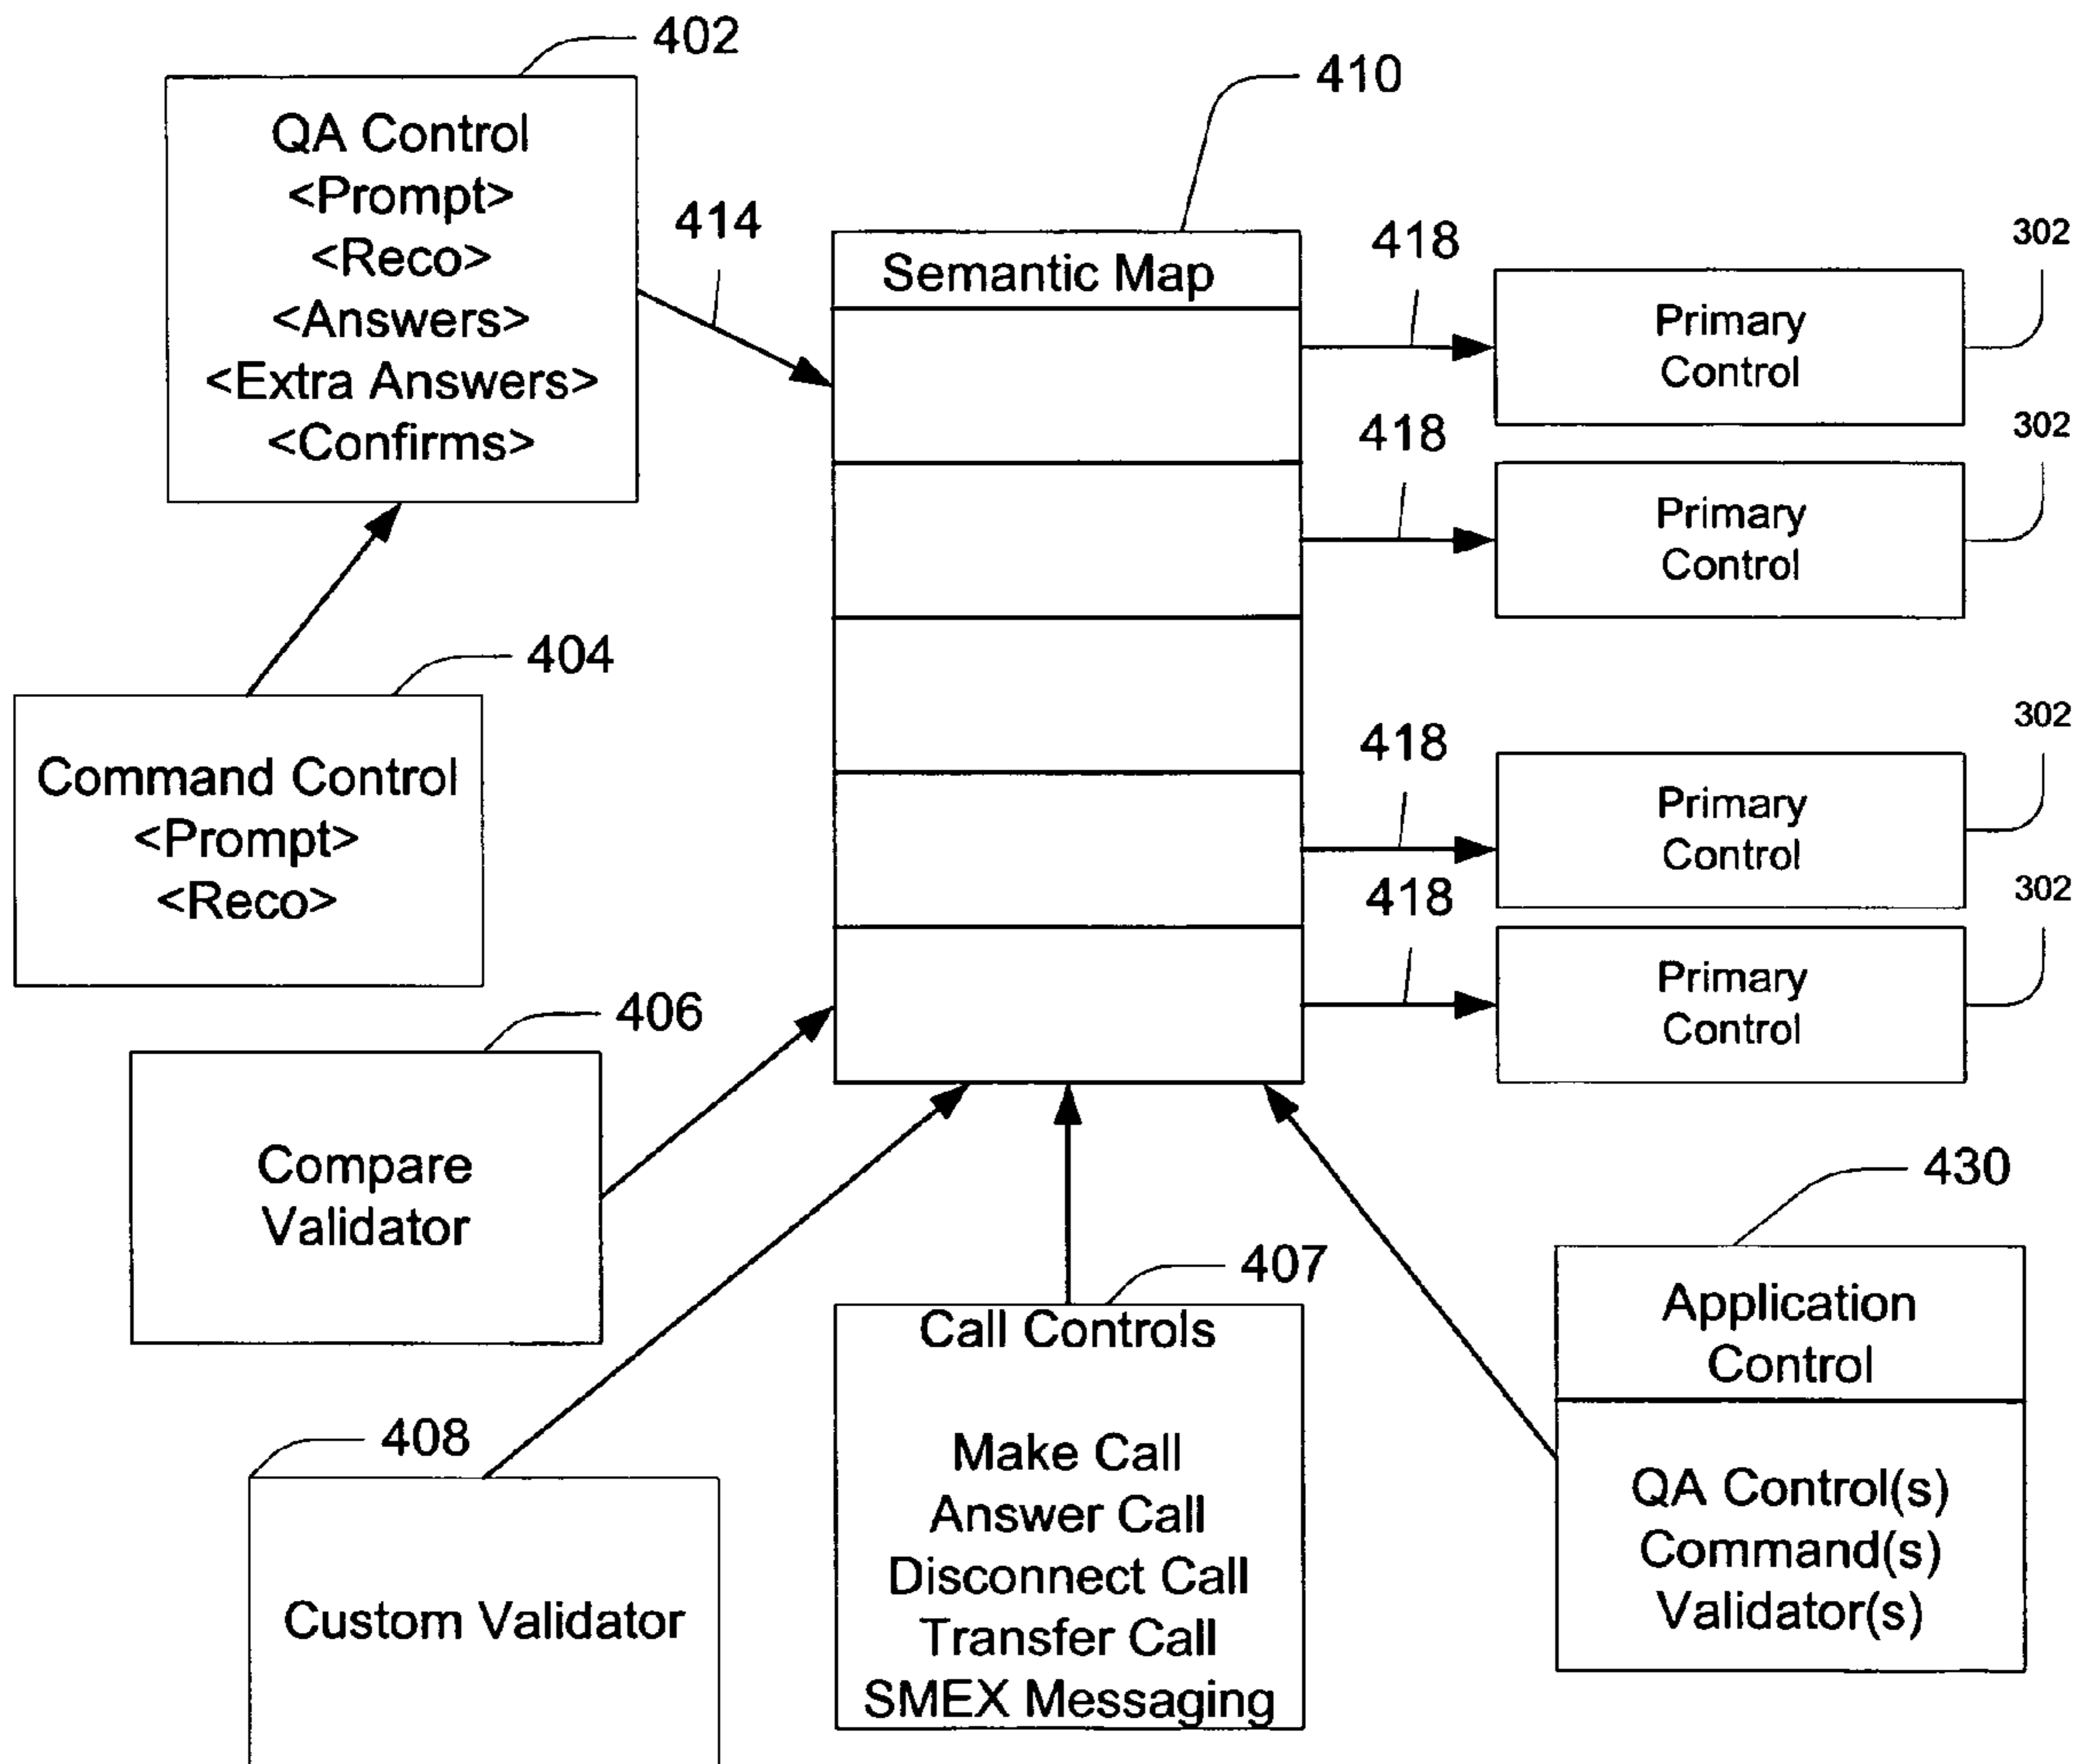 402
QA Control
<Prompt>
<Reco>
<Answers>
<Extra Answers>
<Confirms>
414
410
Semantic Map
418
Primary
Control
302
418
Primary
Control
302
418
Primary
Control
302
418
Primary
Control
302
404
Command Control
<Prompt>
<Reco>
406
Compare
Validator
408
Custom Validator
407
Call Controls
Make Call
Answer Call
Disconnect Call
Transfer Call
SMEX Messaging
430
Application
Control
QA Control(s)
Command(s)
Validator(s)